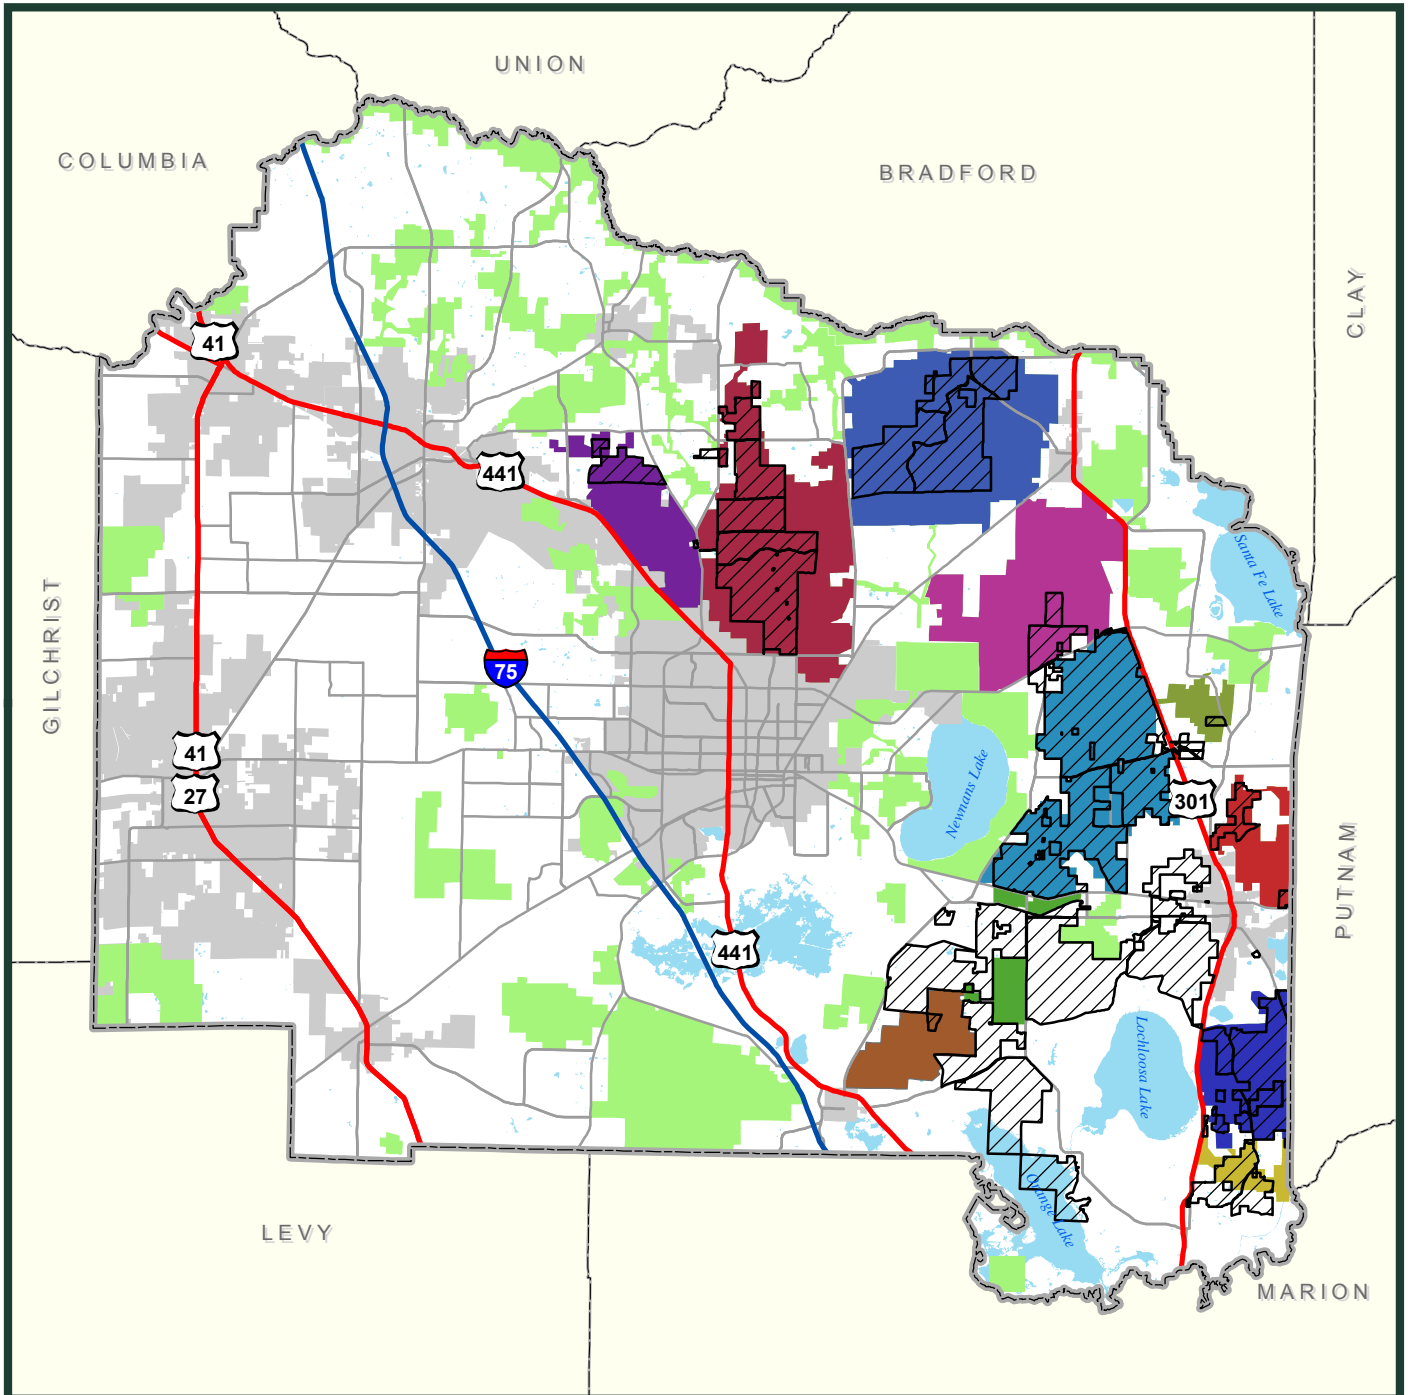 UNION
COLUMBIA
BRADFORD
CLAY
41
441
Santa Fe Lake
GILCHRIST
75
41
27
Newnans Lake
301
PUTNAM
441
Lochloosa Lake
Orange Lake
LEVY
MARION